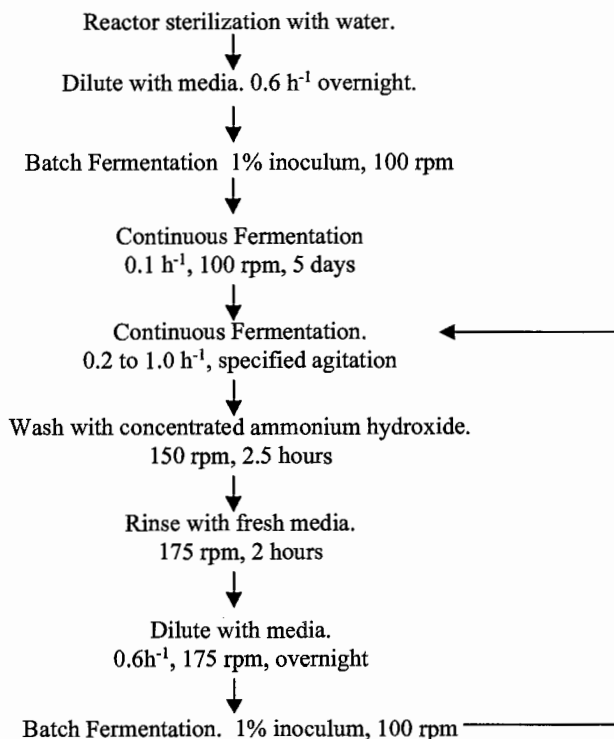 Reactor sterilization with water.
Dilute with media. 0.6 h⁻¹ overnight.
Batch Fermentation 1% inoculum, 100 rpm
Continuous Fermentation
0.1 h⁻¹, 100 rpm, 5 days
Continuous Fermentation.
0.2 to 1.0 h⁻¹, specified agitation
Wash with concentrated ammonium hydroxide.
150 rpm, 2.5 hours
Rinse with fresh media.
175 rpm, 2 hours
Dilute with media.
0.6h⁻¹, 175 rpm, overnight
Batch Fermentation. 1% inoculum, 100 rpm